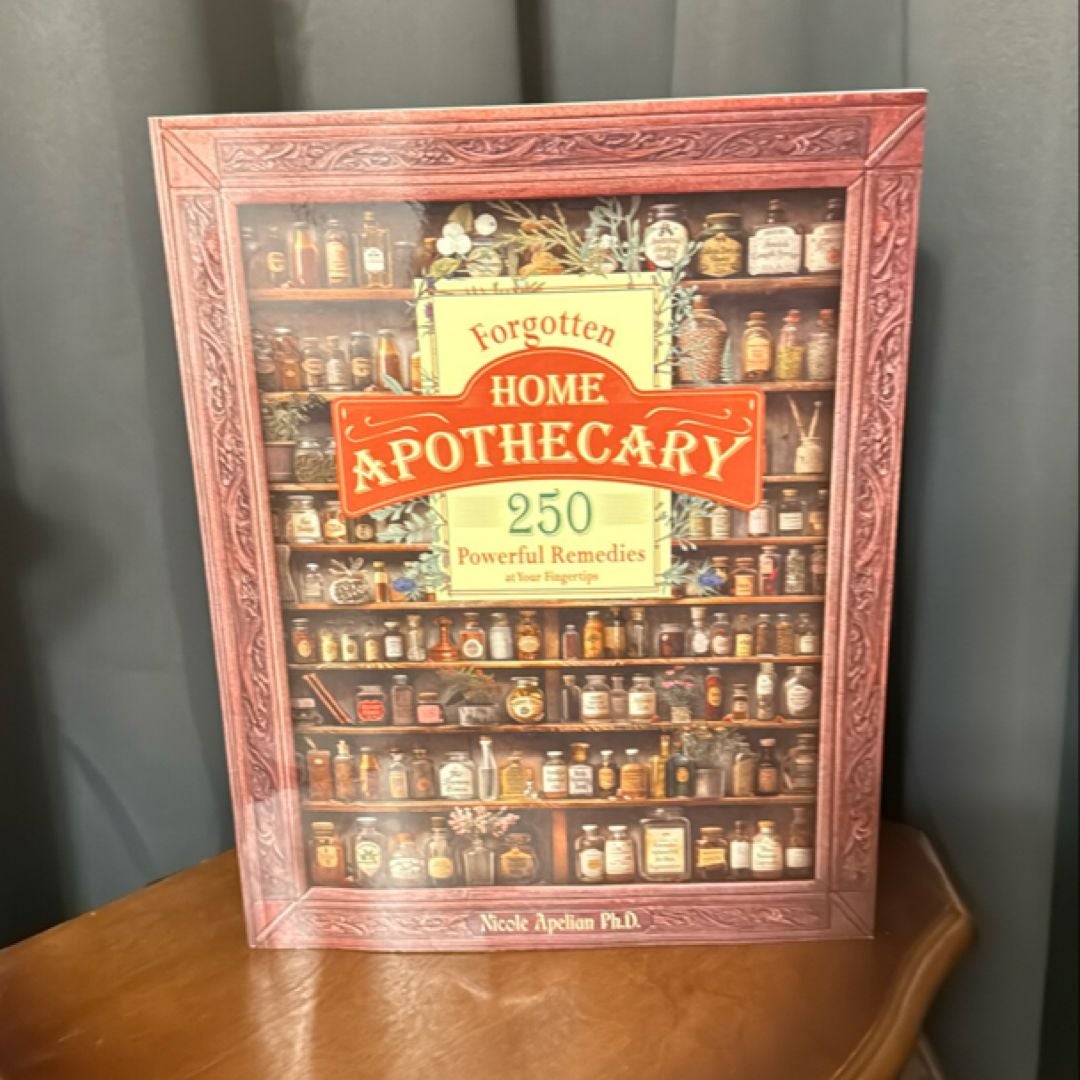 Forgotten
HOME
APOTHECARY
250
Powerful Remedies
at Your Fingertips
Nicole Apelian Ph.D.